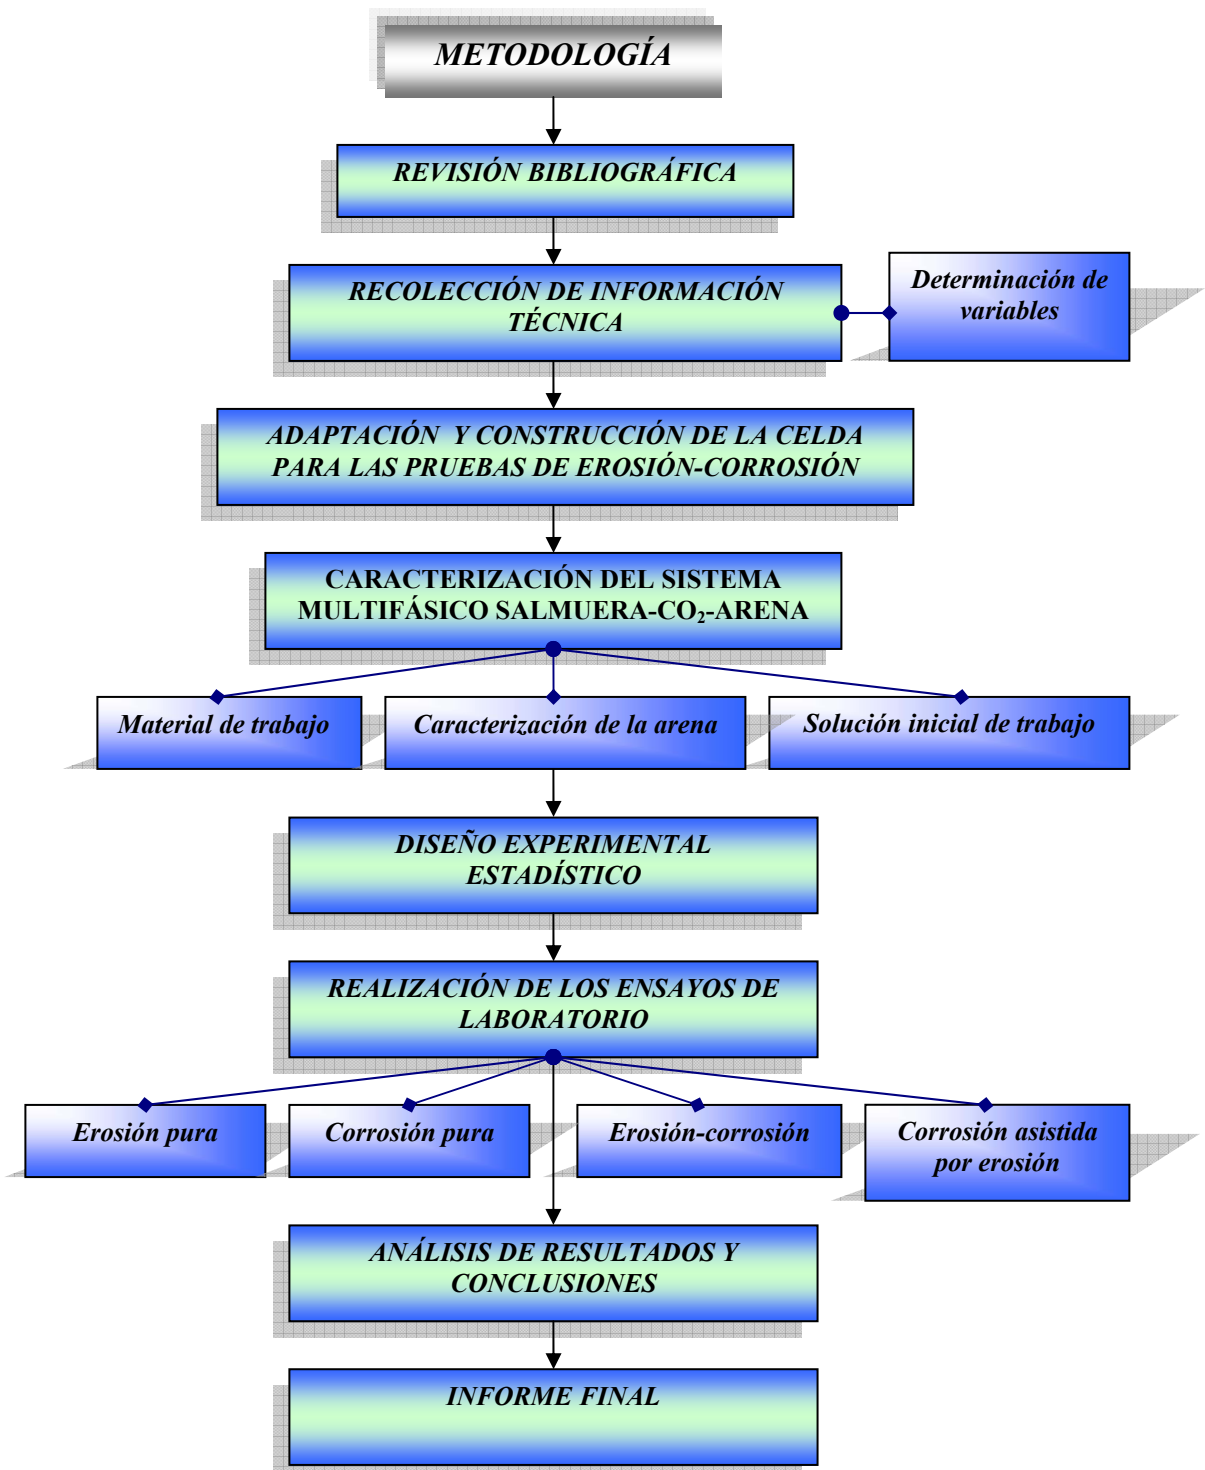 METODOLOGÍA
REVISIÓN BIBLIOGRÁFICA
RECOLECCIÓN DE INFORMACIÓN
TÉCNICA
Determinación de
variables
ADAPTACIÓN Y CONSTRUCCIÓN DE LA CELDA
PARA LAS PRUEBAS DE EROSIÓN-CORROSIÓN
CARACTERIZACIÓN DEL SISTEMA
MULTIFÁSICO SALMUERA-CO₂-ARENA
Material de trabajo
Caracterización de la arena
Solución inicial de trabajo
DISEÑO EXPERIMENTAL
ESTADÍSTICO
REALIZACIÓN DE LOS ENSAYOS DE
LABORATORIO
Erosión pura
Corrosión pura
Erosión-corrosión
Corrosión asistida
por erosión
ANÁLISIS DE RESULTADOS Y
CONCLUSIONES
INFORME FINAL